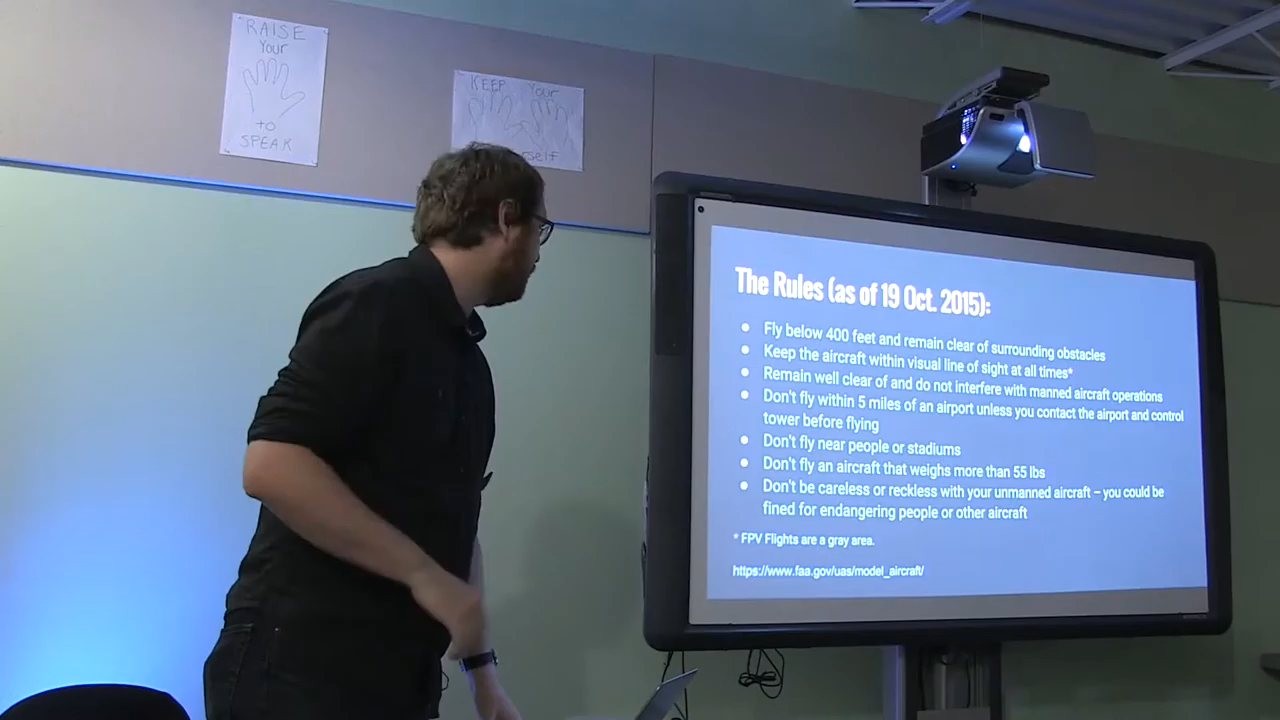 RAISE
Your
to
SPEAK
KEEP Your
rself
The Rules (as of 19 Oct. 2015):
Fly below 400 feet and remain clear of surrounding obstacles
Keep the aircraft within visual line of sight at all times*
Remain well clear of and do not interfere with manned aircraft operations
Don't fly within 5 miles of an airport unless you contact the airport and control
tower before flying
Don't fly near people or stadiums
Don't fly an aircraft that weighs more than 55 lbs
Don't be careless or reckless with your unmanned aircraft – you could be
fined for endangering people or other aircraft
* FPV Flights are a gray area.
https://www.faa.gov/uas/model_aircraft/